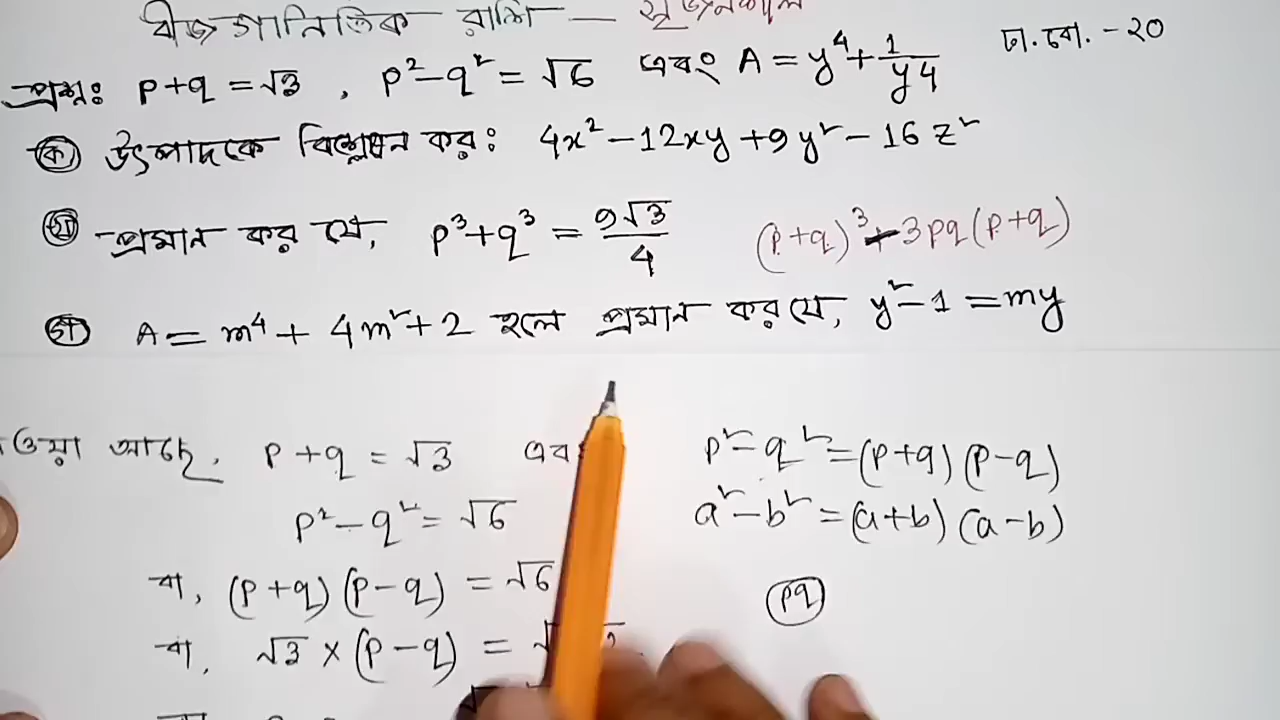 বীজগানিতিক রাশি — সৃজনশীল
ঢা. বো. - ২০
প্রশ্নঃ p+q = √3 , p²-q² = √6 এবং A = y⁴ + 1/y4
ক উৎপাদকে বিশ্লেষন করঃ 4x² - 12xy + 9y² - 16z²
খ প্রমান কর যে, p³+q³ = 9√3/4 (p+q)³-3pq(p+q)
গ A = m⁴ + 4m² + 2 হলে প্রমান কর যে, y²-1 = my
ওয়া আছে, p+q = √3 এবং
p²-q² = √6
বা, (p+q)(p-q) = √6
বা, √3 × (p-q) =
p²-q² = (p+q)(p-q)
a²-b² = (a+b)(a-b)
pq